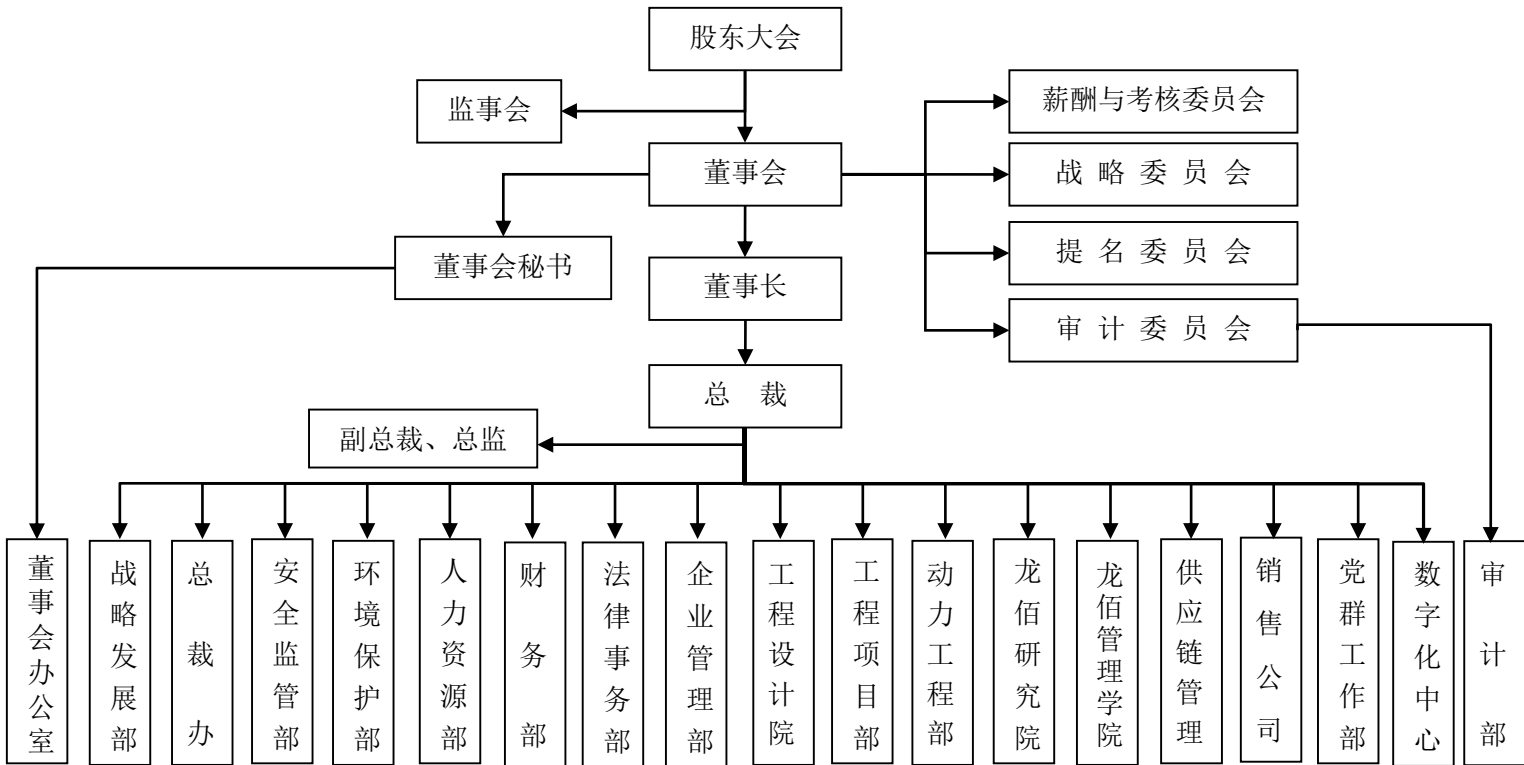 股东大会
监事会
薪酬与考核委员会
董事会
战略委员会
董事会秘书
提名委员会
董事长
审计委员会
总裁
副总裁、总监
董事会办公室
战略发展部
总裁办
安全监管部
环境保护部
人力资源部
财务部
法律事务部
企业管理部
工程设计院
工程项目部
动力工程部
龙佰研究院
龙佰管理学院
供应链管理
销售公司
党群工作部
数字化中心
审计部